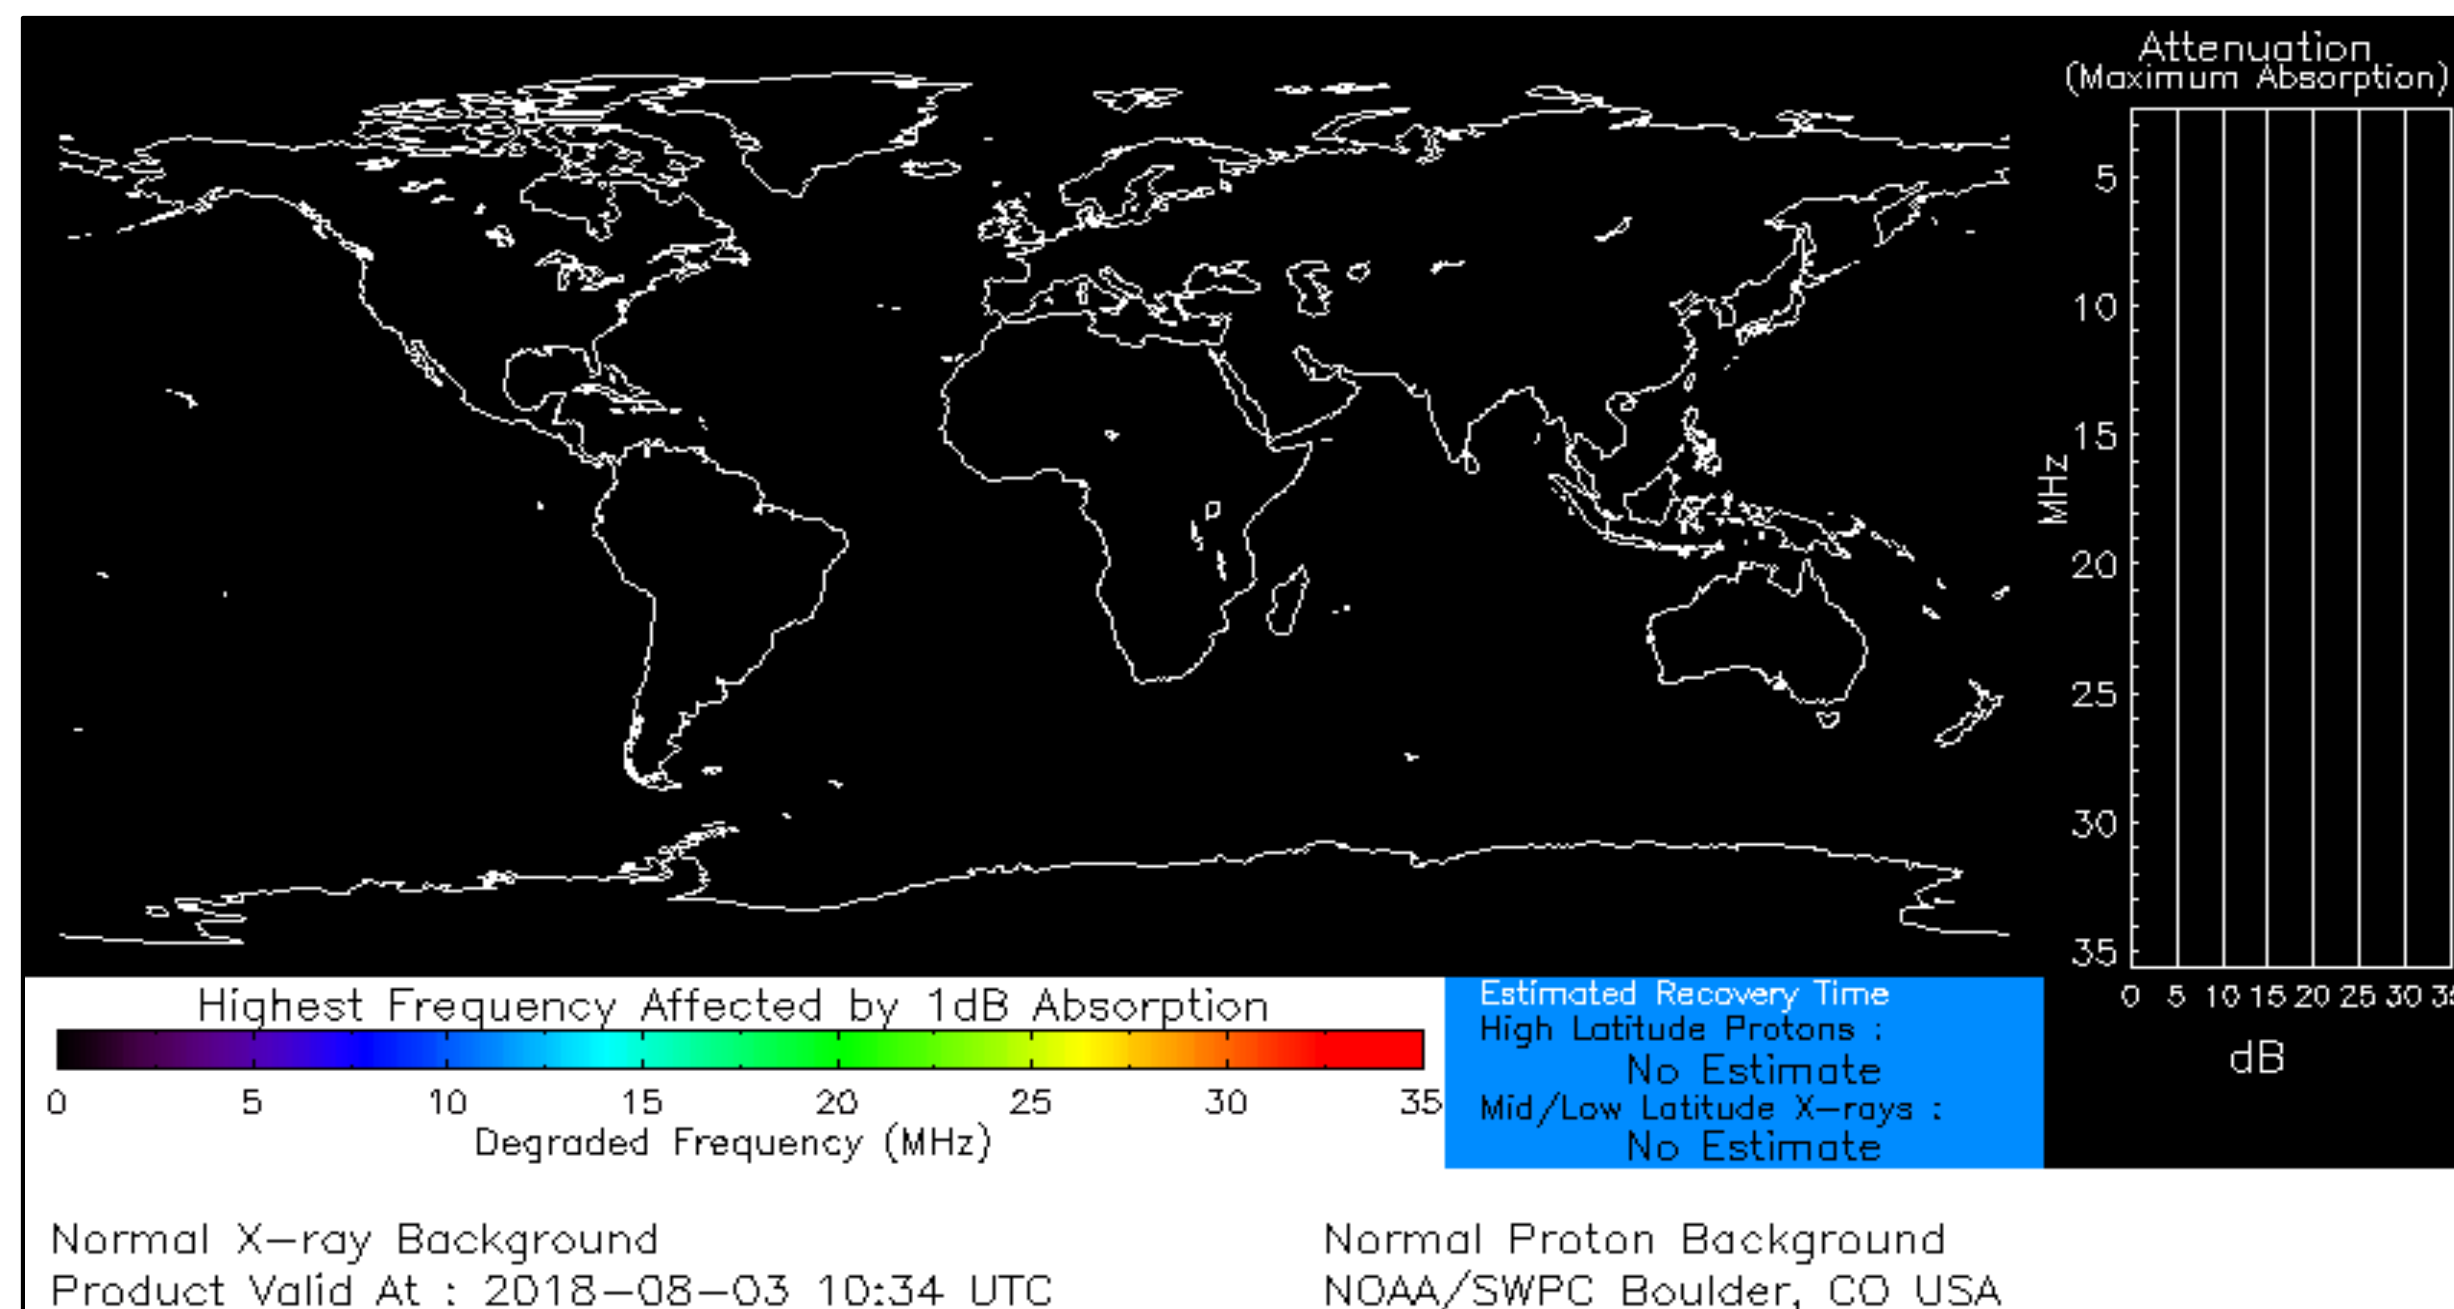 Attenuation
(Maximum Absorption)
5
10
15
20
25
30
35
MHz
0 5 10 15 20 25 30
dB
Highest Frequency Affected by 1dB Absorption
0 5 10 15 20 25 30 35
Degraded Frequency (MHz)
Estimated Recovery Time
High Latitude Protons :
No Estimate
Mid/Low Latitude X-rays :
No Estimate
Normal X-ray Background
Normal Proton Background
Product Valid At : 2018-08-03 10:34 UTC
NOAA/SWPC Boulder, CO USA